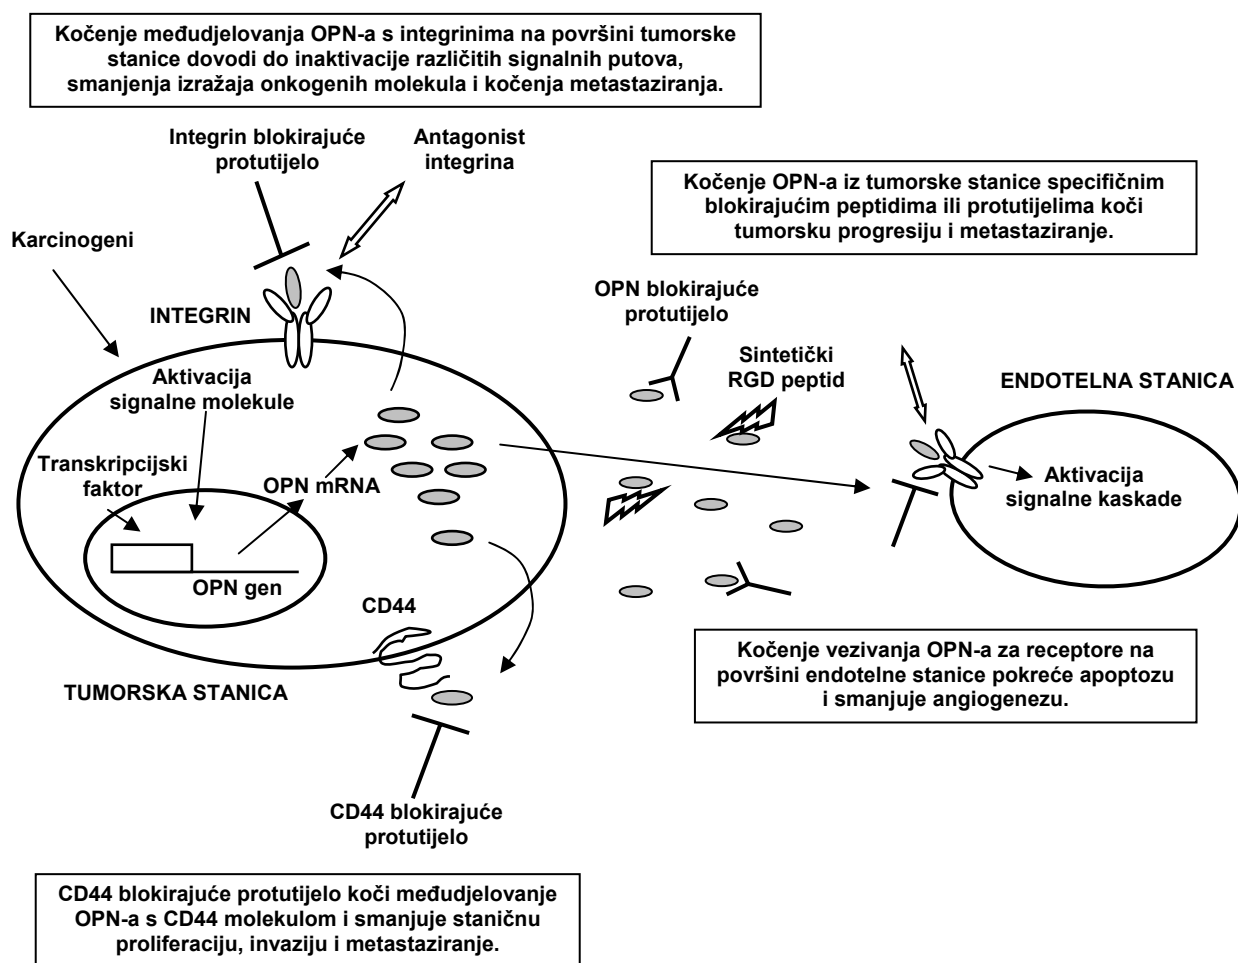 Kočenje međudjelovanja OPN-a s integrinima na površini tumorske
stanice dovodi do inaktivacije različitih signalnih putova,
smanjenja izražaja onkogenih molekula i kočenja metastaziranja.
Integrin blokirajuće
protutijelo
Antagonist
integrina
Kočenje OPN-a iz tumorske stanice specifičnim
blokirajućim peptidima ili protutijelima koči
tumorsku progresiju i metastaziranje.
Karcinogeni
INTEGRIN
OPN blokirajuće
protutijelo
Sintetički
RGD peptid
ENDOTELNA STANICA
Aktivacija
signalne molekule
Transkripcijski
faktor
OPN mRNA
Aktivacija
signalne kaskade
OPN gen
CD44
TUMORSKA STANICA
Kočenje vezivanja OPN-a za receptore na
površini endotelne stanice pokreće apoptozu
i smanjuje angiogenezu.
CD44 blokirajuće
protutijelo
CD44 blokirajuće protutijelo koči međudjelovanje
OPN-a s CD44 molekulom i smanjuje staničnu
proliferaciju, invaziju i metastaziranje.